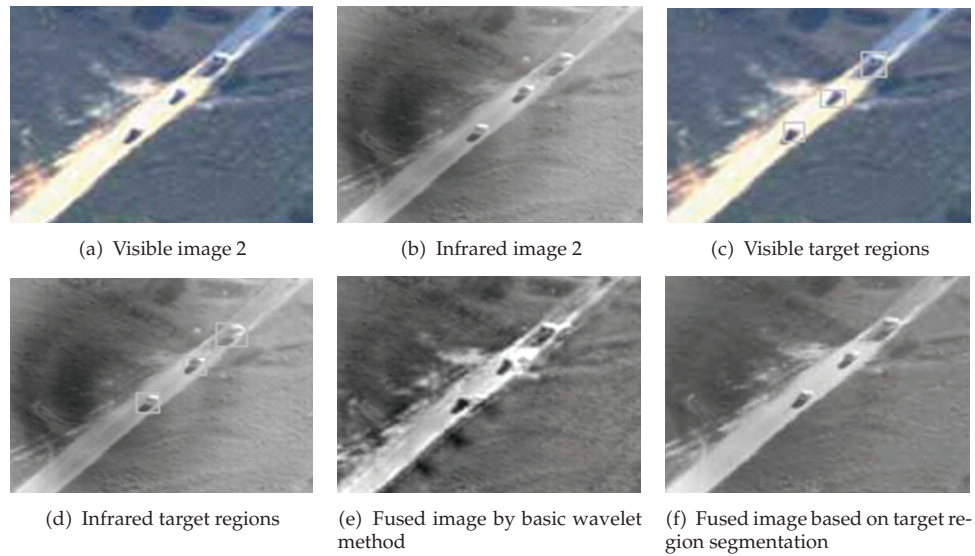 (a) Visible image 2
(b) Infrared image 2
(c) Visible target regions
(d) Infrared target regions
(e) Fused image by basic wavelet
method
(f) Fused image based on target re-
gion segmentation